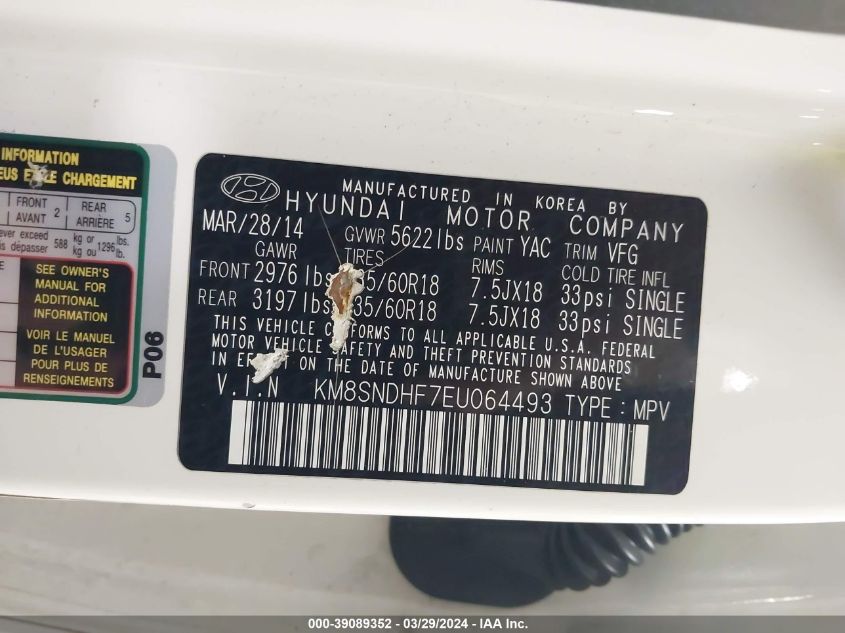 INFORMATION
EUS E CHARGEMENT
FRONT AVANT 2 REAR ARRIÈRE 5
ever exceed 588 kg or 1296 lbs.
is dépasser kg ou lb.
SEE OWNER'S
MANUAL FOR
ADDITIONAL
INFORMATION
VOIR LE MANUEL
DE L'USAGER
POUR PLUS DE
RENSEIGNEMENTS
P06
MANUFACTURED IN KOREA BY
HYUNDAI MOTOR COMPANY
MAR/28/14 GVWR 5622lbs PAINT YAC TRIM VFG
GAWR TIRES RIMS COLD TIRE INFL
FRONT 2976 lbs 35/60R18 7.5JX18 33psi SINGLE
REAR 3197 lbs 35/60R18 7.5JX18 33psi SINGLE
THIS VEHICLE CONFORMS TO ALL APPLICABLE U.S.A. FEDERAL
MOTOR VEHICLE SAFETY AND THEFT PREVENTION STANDARDS
IN EFFECT ON THE DATE OF MANUFACTURE SHOWN ABOVE
V.I.N KM8SNDHF7EU064493 TYPE : MPV
000-39089352 / 03/29/2024 - IAA Inc.